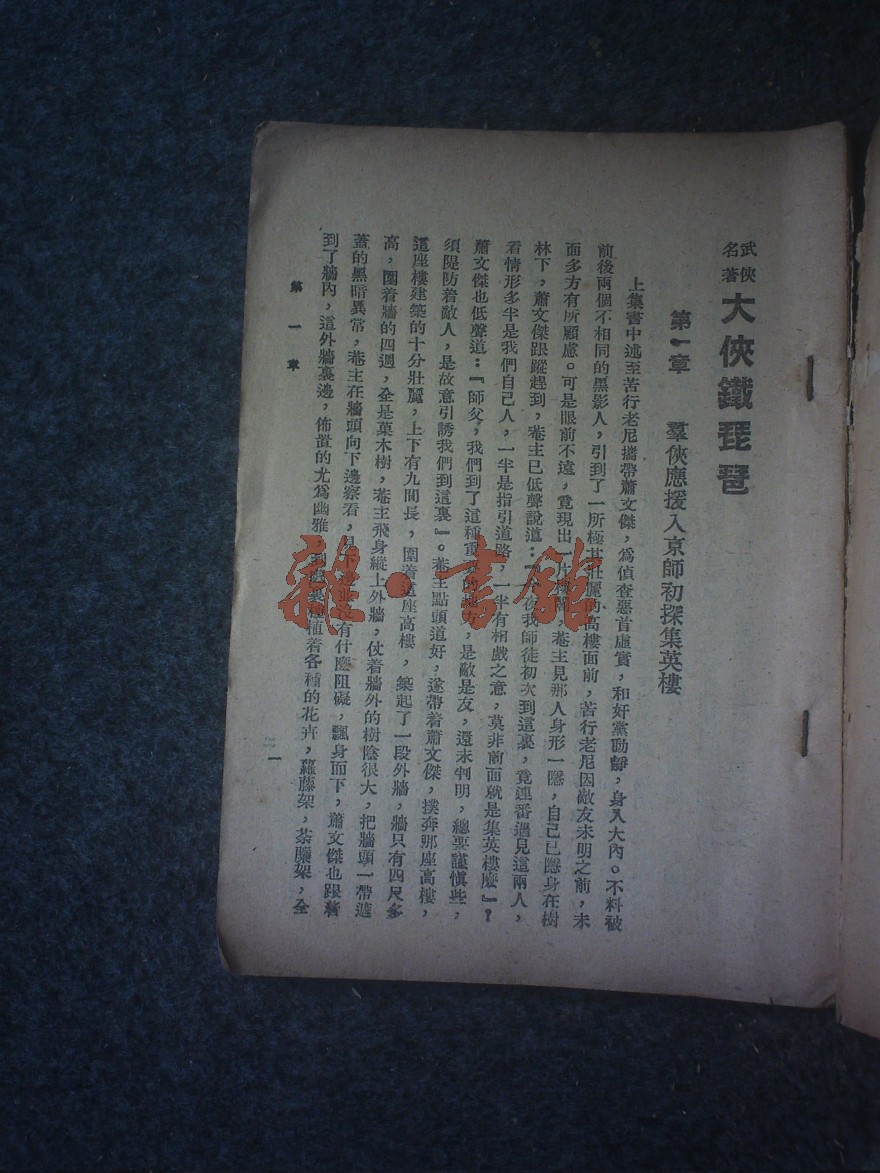 武俠名著 大俠鐵琵琶
第一章　羣俠應援入京師初探集英樓
上集書中述至苦行老尼攜帶蕭文傑，爲偵查惡首虛實，和奸黨動靜，身入大內。不料被
前後兩個不相同的黑影人，引到了一所極其壯麗的高樓面前，苦行老尼因敵友未明之前，未
面多方有所顧慮。可是眼前不遠，竟現出一片樓閣，菴主見那人身形一隱，自己已隱身在樹
林下，蕭文傑跟蹤趕到，菴主已低聲說道：『後我師徒初次到這裏，竟連番遇見這兩人，
看情形多半是我們自己人，一半是指引道路，一半有相戲之意，莫非前面就是集英樓麽』？
蕭文傑也低聲道：『師父，我們到了這種重的地方，是敵是友，還未判明，總要謹愼些，
須隄防着敵人，是故意引誘我們到這裏』。菴主點頭道好，遂帶着蕭文傑，撲奔那座高樓，
這座樓建築的十分壯麗，上下有九間長，圍着這座高樓，築起了一段外牆，牆只有四尺多
高，圍着牆的四週，全是菓木樹，菴主飛身縱上外牆，仗着牆外的樹陰很大，把牆頭一帶遮
蓋的黑暗異常，菴主在牆頭向下邊察看，見下並沒有什麽阻礙，飄身而下，蕭文傑也跟着
到了牆內，這外牆裏邊，佈置的尤爲幽雅，到處裏種植着各種的花卉，蘿藤架，荼䕷架，全
第一章
一
雜·書館